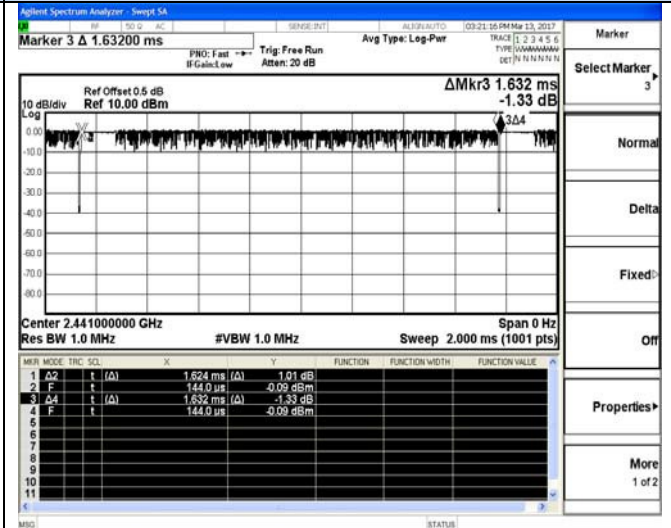 Agilent Spectrum Analyzer - Swept SA
RF 50 Ω AC SENSE:INT ALIGNAUTO 03:21:16 PM Mar 13, 2017
Marker 3 Δ 1.63200 ms
PNO: Fast Trig: Free Run
IFGain:Low Atten: 20 dB
Avg Type: Log-Pwr
TRACE 1 2 3 4 5 6
TYPE
DET N N N N N N
Marker
Select Marker
3
Normal
Delta
Fixed
Off
Properties
More
1 of 2
Ref Offset 0.5 dB
10 dB/div Ref 10.00 dBm
Log
ΔMkr3 1.632 ms
-1.33 dB
3Δ4
0.00
-10.0
-20.0
-30.0
-40.0
-50.0
-60.0
-70.0
-80.0
Center 2.441000000 GHz Span 0 Hz
Res BW 1.0 MHz #VBW 1.0 MHz Sweep 2.000 ms (1001 pts)
MKR MODE TRC SCL X Y FUNCTION FUNCTION WIDTH FUNCTION VALUE
1 Δ2 t (Δ) 1.624 ms (Δ) 1.01 dB
2 F t 144.0 us -0.09 dBm
3 Δ4 t (Δ) 1.632 ms (Δ) -1.33 dB
4 F t 144.0 us -0.09 dBm
5
6
7
8
9
10
11
MSG STATUS